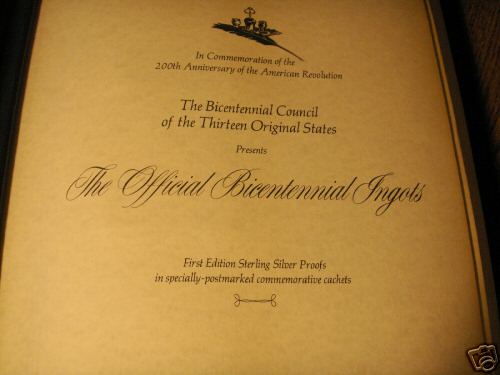 In Commemoration of the
200th Anniversary of the American Revolution
The Bicentennial Council
of the Thirteen Original States
Presents
The Official Bicentennial Ingots
First Edition Sterling Silver Proofs
in specially-postmarked commemorative cachets